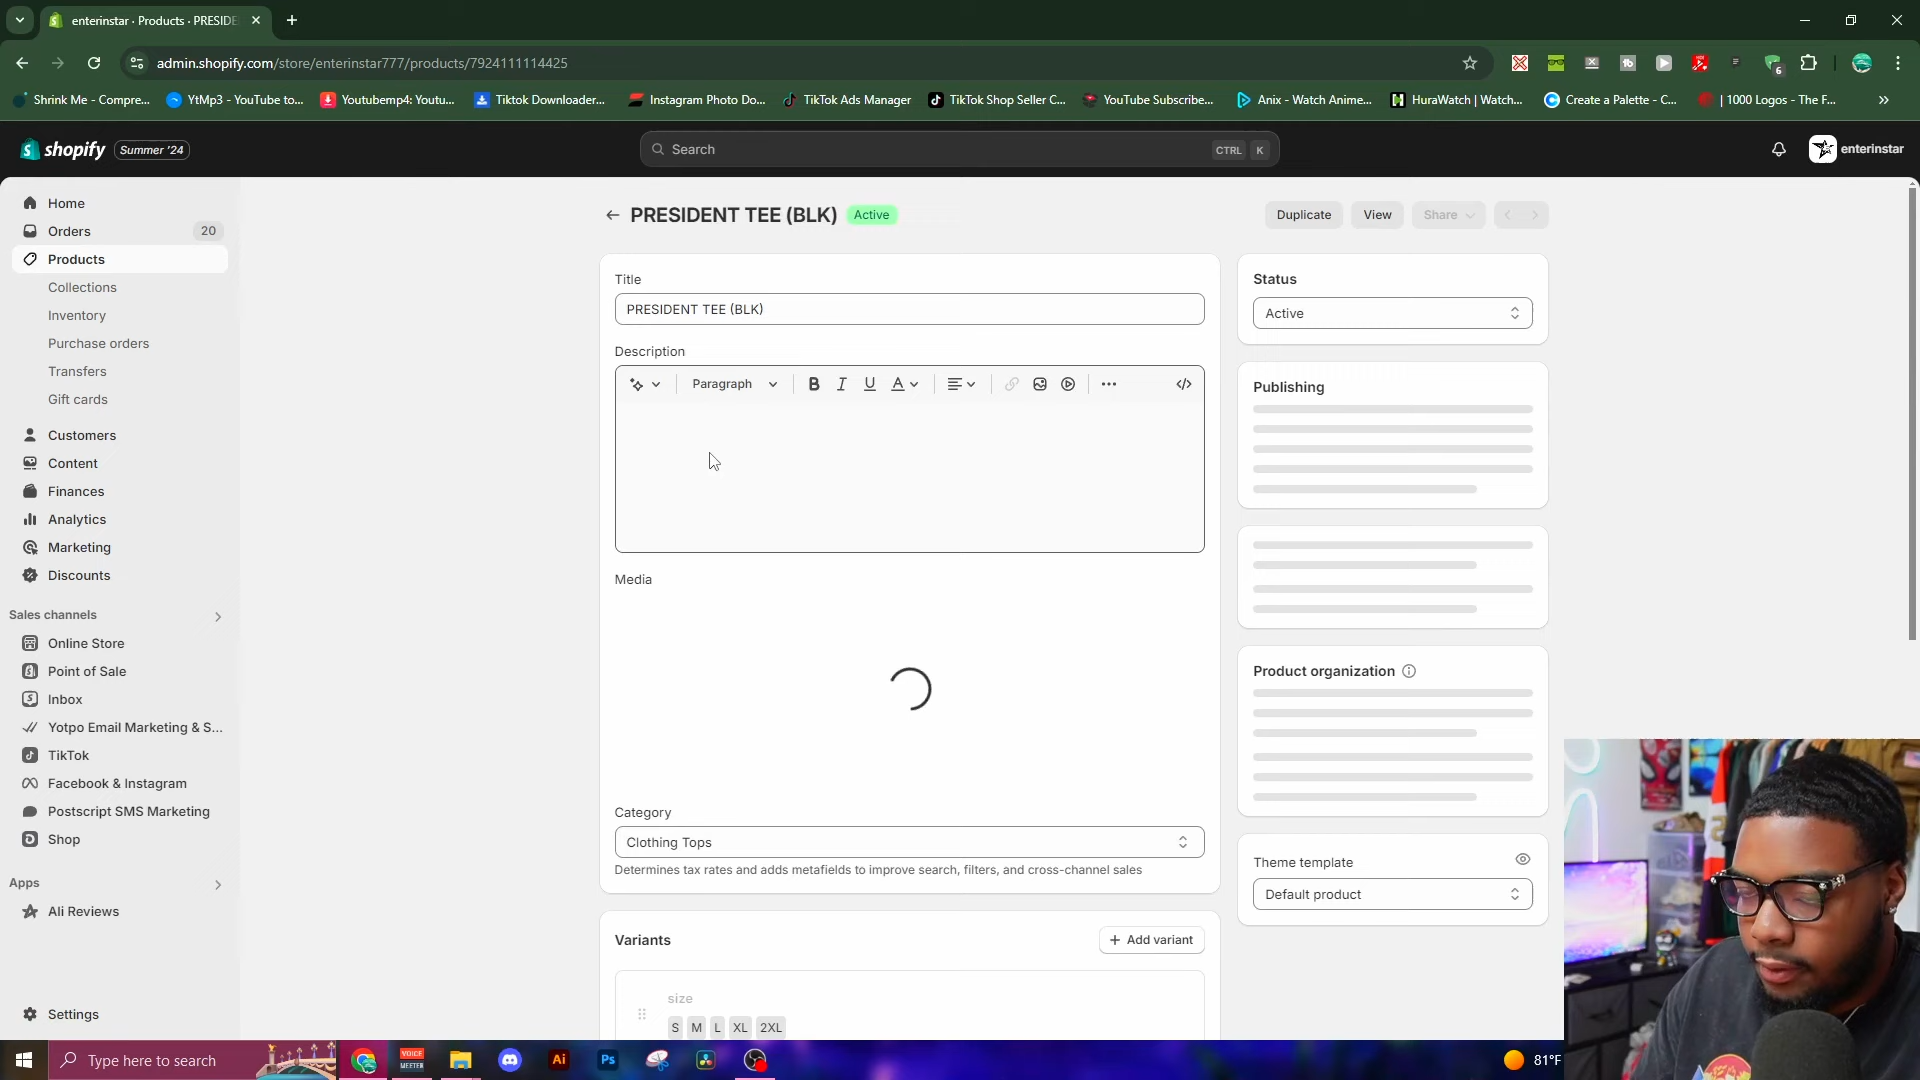 enterinstar · Products · PRESIDE
admin.shopify.com/store/enterinstar777/products/7924111114425
6
Shrink Me - Compre...
YtMp3 - YouTube to...
Youtubemp4: Youtu...
Tiktok Downloader...
Instagram Photo Do...
TikTok Ads Manager
TikTok Shop Seller C...
YouTube Subscribe...
Anix - Watch Anime...
HuraWatch | Watch...
Create a Palette - C...
| 1000 Logos - The F...
shopify
Summer '24
Search
CTRL K
enterinstar
Home
Orders 20
Products
Collections
Inventory
Purchase orders
Transfers
Gift cards
Customers
Content
Finances
Analytics
Marketing
Discounts
Sales channels
Online Store
Point of Sale
Inbox
Yotpo Email Marketing & S...
TikTok
Facebook & Instagram
Postscript SMS Marketing
Shop
Apps
Ali Reviews
Settings
PRESIDENT TEE (BLK)
Active
Duplicate
View
Share
Title
PRESIDENT TEE (BLK)
Description
Paragraph
B I U A
Media
Category
Clothing Tops
Determines tax rates and adds metafields to improve search, filters, and cross-channel sales
Variants
+ Add variant
size
S M L XL 2XL
Status
Active
Publishing
Product organization
Theme template
Default product
Type here to search
VOICE
MEETER
Ai
Ps
81°F